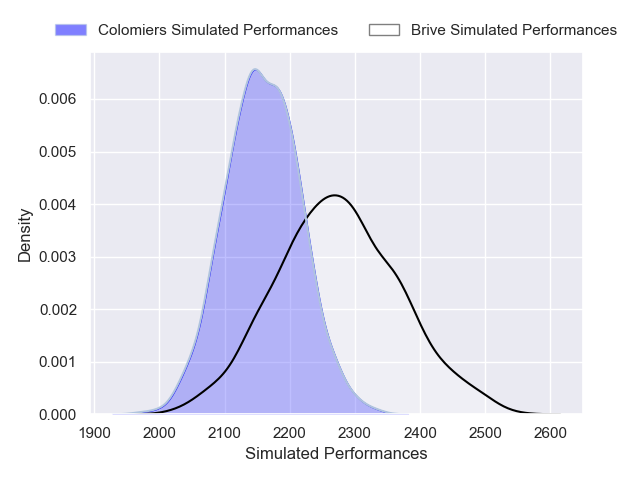 Colomiers Simulated Performances Brive Simulated Performances
0.006
0.005
0.004
0.003
0.002
0.001
0.000
Density
1900 2000 2100 2200 2300 2400 2500 2600
Simulated Performances